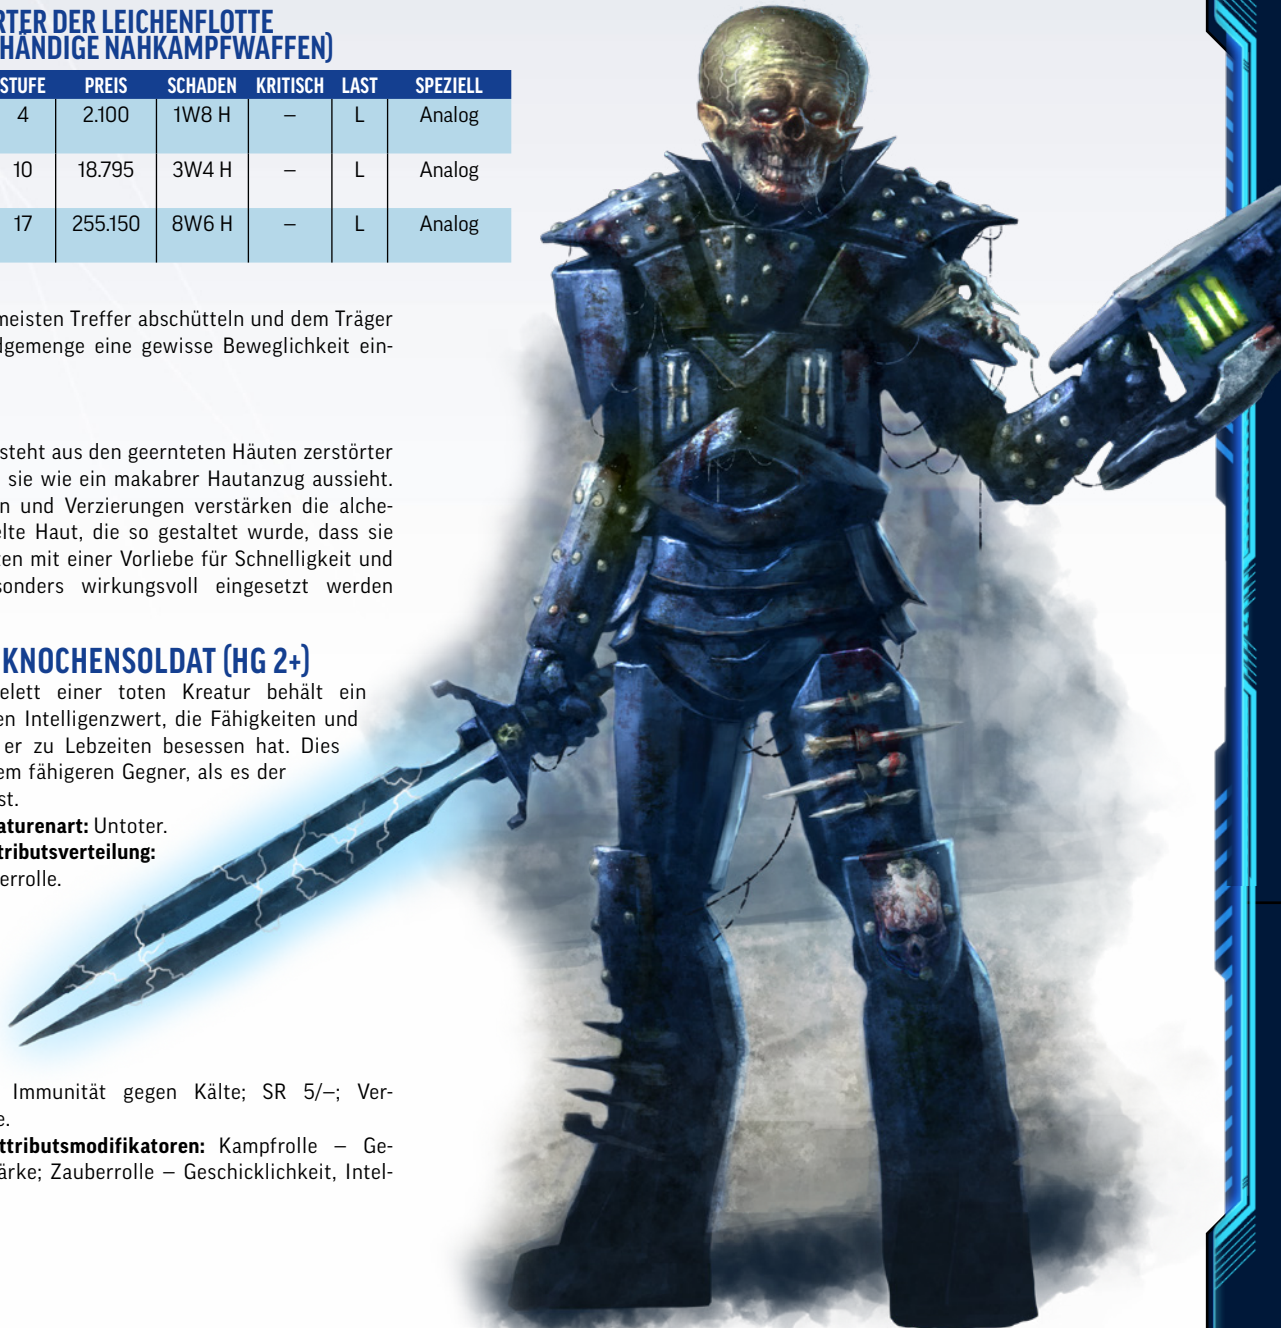 RTER DER LEICHENFLOTTE
HÄNDIGE NAHKAMPFWAFFEN)
STUFE PREIS SCHADEN KRITISCH LAST SPEZIELL
4 2.100 1W8 H – L Analog
10 18.795 3W4 H – L Analog
17 255.150 8W6 H – L Analog
meisten Treffer abschütteln und dem Träger
dgemenge eine gewisse Beweglichkeit ein-
steht aus den geernteten Häuten zerstörter
sie wie ein makabrer Hautanzug aussieht.
n und Verzierungen verstärken die alche-
elte Haut, die so gestaltet wurde, dass sie
ten mit einer Vorliebe für Schnelligkeit und
sonders wirkungsvoll eingesetzt werden
KNOCHENSOLDAT (HG 2+)
elett einer toten Kreatur behält ein
en Intelligenzwert, die Fähigkeiten und
er zu Lebzeiten besessen hat. Dies
em fähigeren Gegner, als es der
st.
aturenart: Untoter.
tributsverteilung:
errolle.
Immunität gegen Kälte; SR 5/–; Ver-
e.
ttributsmodifikatoren: Kampfrolle – Ge-
ärke; Zauberrolle – Geschicklichkeit, Intel-